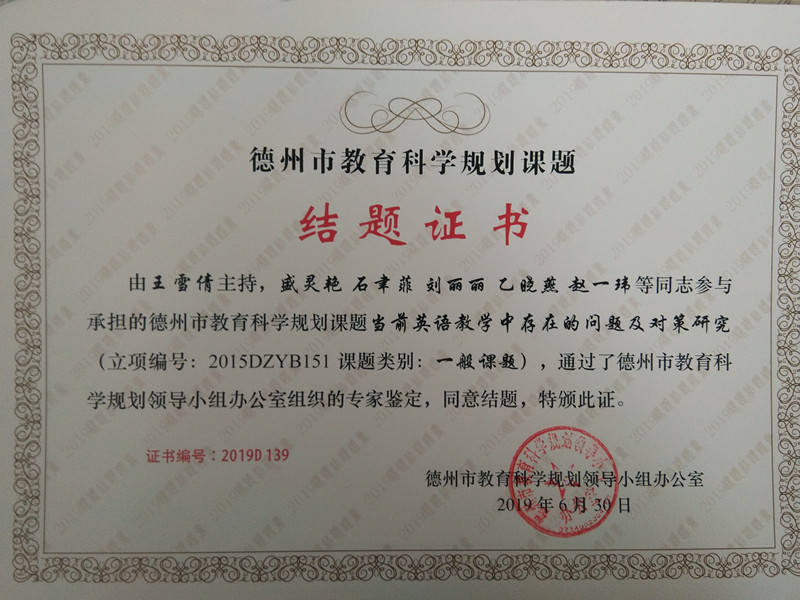 德州市教育科学规划课题
结题证书
由王雪倩主持，盛灵艳 石聿菲 刘丽丽 乙晓燕 赵一玮等同志参与
承担的德州市教育科学规划课题当前英语教学中存在的问题及对策研究
（立项编号：2015DZYB151 课题类别：一般课题），通过了德州市教育科
学规划领导小组办公室组织的专家鉴定，同意结题，特颁此证。
证书编号：2019D139
德州市教育科学规划领导小组办公室
2019 年 6 月 30 日